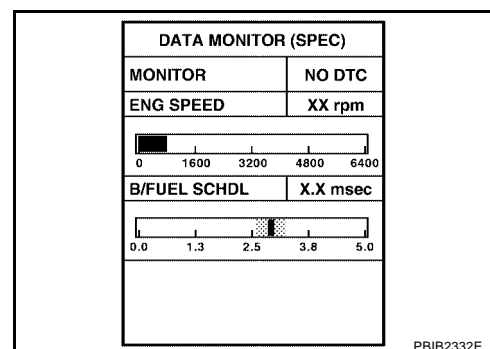 DATA MONITOR (SPEC)
MONITOR NO DTC
ENG SPEED XX rpm
0 1600 3200 4800 6400
B/FUEL SCHDL X.X msec
0.0 1.3 2.5 3.8 5.0
PBIB2332E